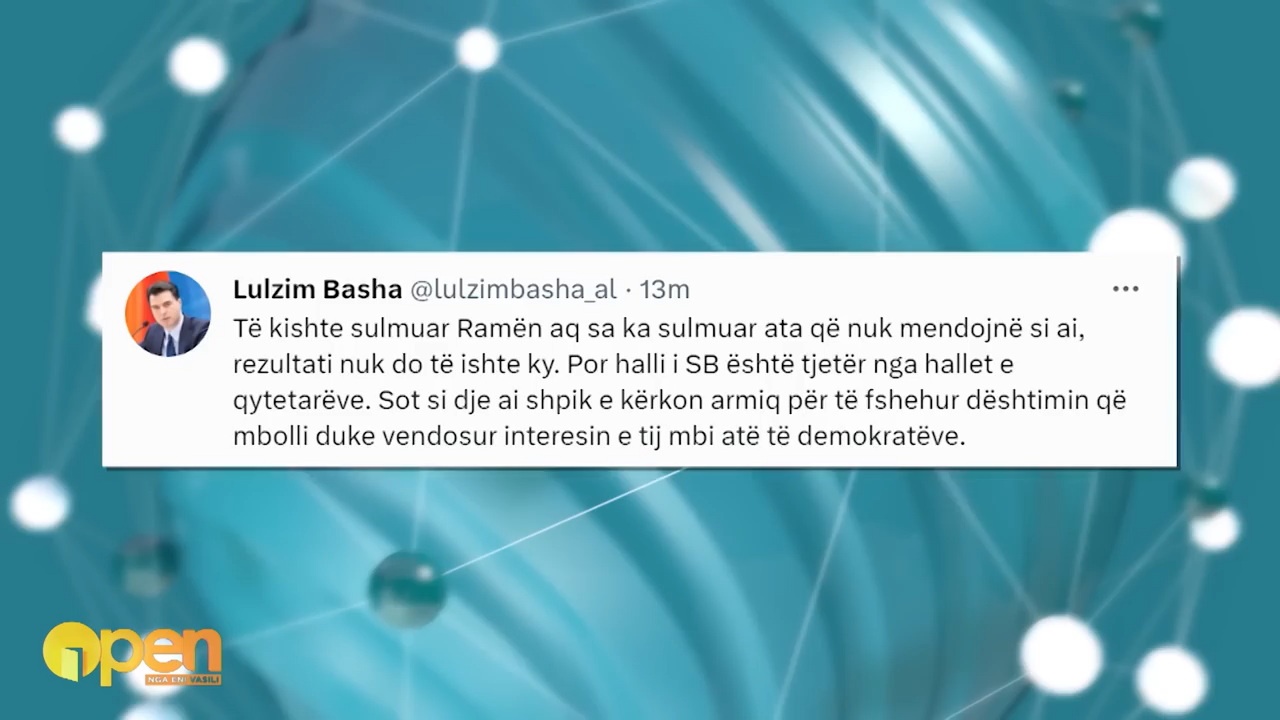 Lulzim Basha @lulzimbasha_al · 13m
Të kishte sulmuar Ramën aq sa ka sulmuar ata që nuk mendojnë si ai,
rezultati nuk do të ishte ky. Por halli i SB është tjetër nga hallet e
qytetarëve. Sot si dje ai shpik e kërkon armiq për të fshehur dështimin që
mbolli duke vendosur interesin e tij mbi atë të demokratëve.
Open
NGA ENI VASILI